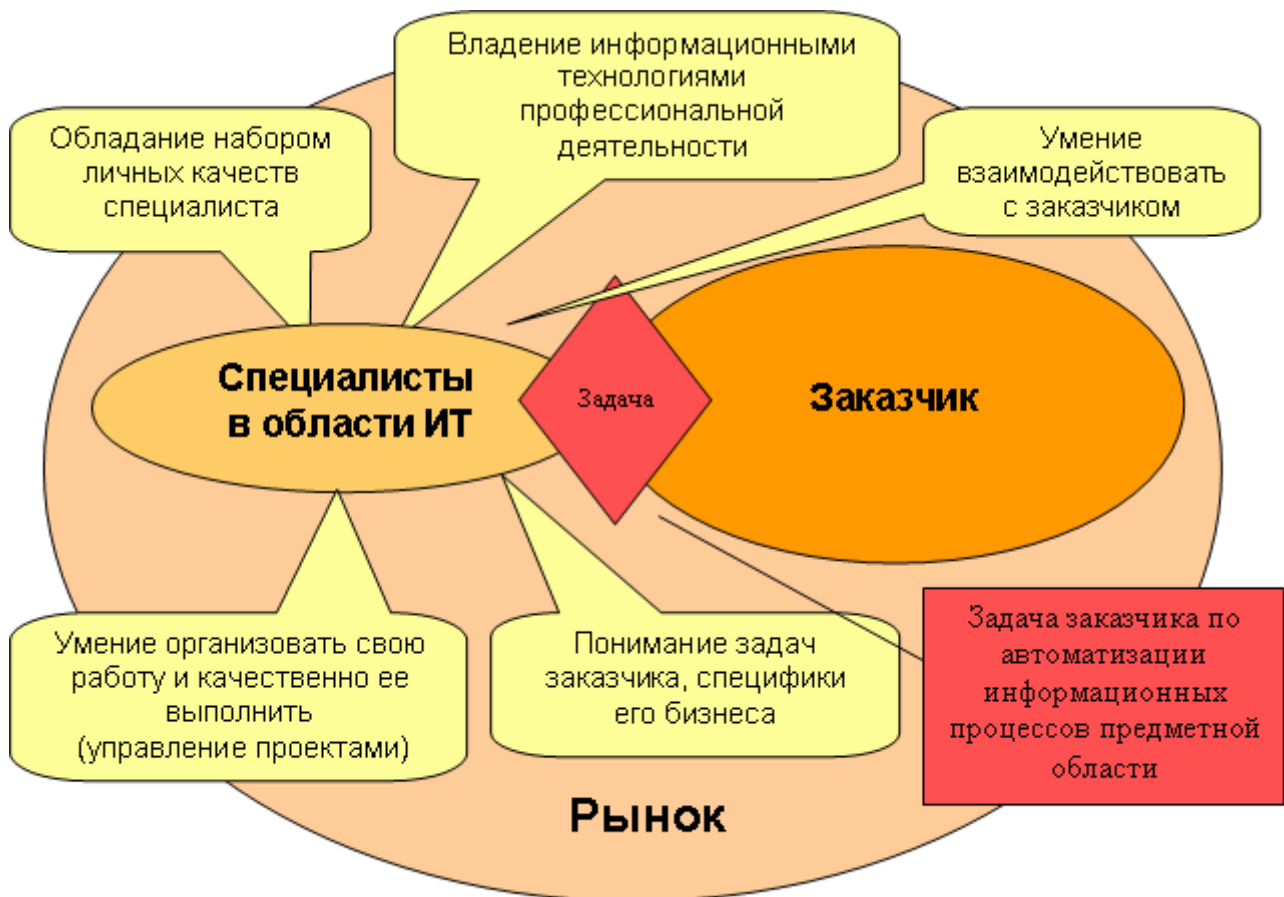 Владение информационными
технологиями
профессиональной
деятельности
Обладание набором
личных качеств
специалиста
Умение
взаимодействовать
с заказчиком
Специалисты
в области ИТ
Задача
Заказчик
Умение организовать свою
работу и качественно ее
выполнить
(управление проектами)
Понимание задач
заказчика, специфики
его бизнеса
Задача заказчика по
автоматизации
информационных
процессов предметной
области
Рынок